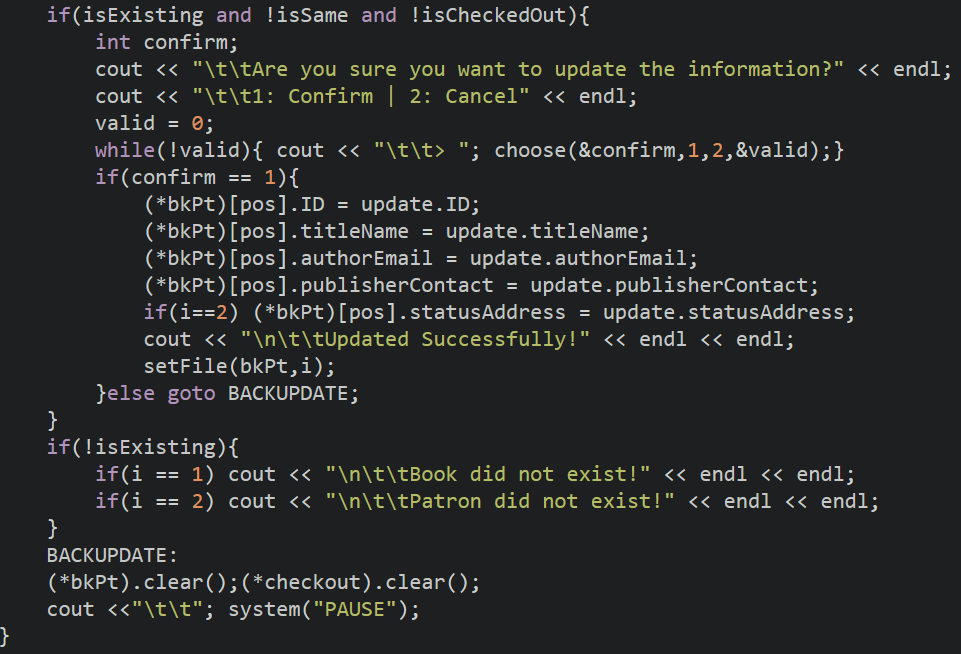 if(isExisting and !isSame and !isCheckedOut){
int confirm;
cout << "\t\tAre you sure you want to update the information?" << endl;
cout << "\t\t1: Confirm | 2: Cancel" << endl;
valid = 0;
while(!valid){ cout << "\t\t> "; choose(&confirm,1,2,&valid);}
if(confirm == 1){
(*bkPt)[pos].ID = update.ID;
(*bkPt)[pos].titleName = update.titleName;
(*bkPt)[pos].authorEmail = update.authorEmail;
(*bkPt)[pos].publisherContact = update.publisherContact;
if(i==2) (*bkPt)[pos].statusAddress = update.statusAddress;
cout << "\n\t\tUpdated Successfully!" << endl << endl;
setFile(bkPt,i);
}else goto BACKUPDATE;
}
if(!isExisting){
if(i == 1) cout << "\n\t\tBook did not exist!" << endl << endl;
if(i == 2) cout << "\n\t\tPatron did not exist!" << endl << endl;
}
BACKUPDATE:
(*bkPt).clear();(*checkout).clear();
cout <<"\t\t"; system("PAUSE");
}